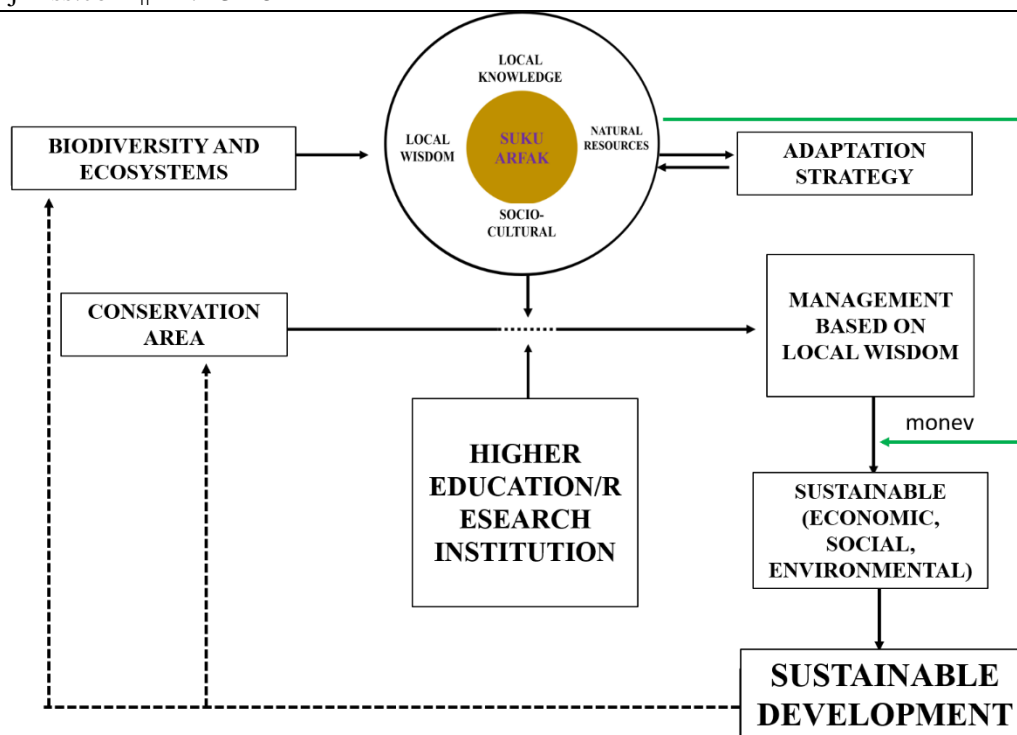 LOCAL
KNOWLEDGE
LOCAL
WISDOM
SUKU
ARFAK
NATURAL
RESOURCES
SOCIO-
CULTURAL
BIODIVERSITY AND
ECOSYSTEMS
ADAPTATION
STRATEGY
CONSERVATION
AREA
MANAGEMENT
BASED ON
LOCAL WISDOM
HIGHER
EDUCATION/R
ESEARCH
INSTITUTION
monev
SUSTAINABLE
(ECONOMIC,
SOCIAL,
ENVIRONMENTAL)
SUSTAINABLE
DEVELOPMENT